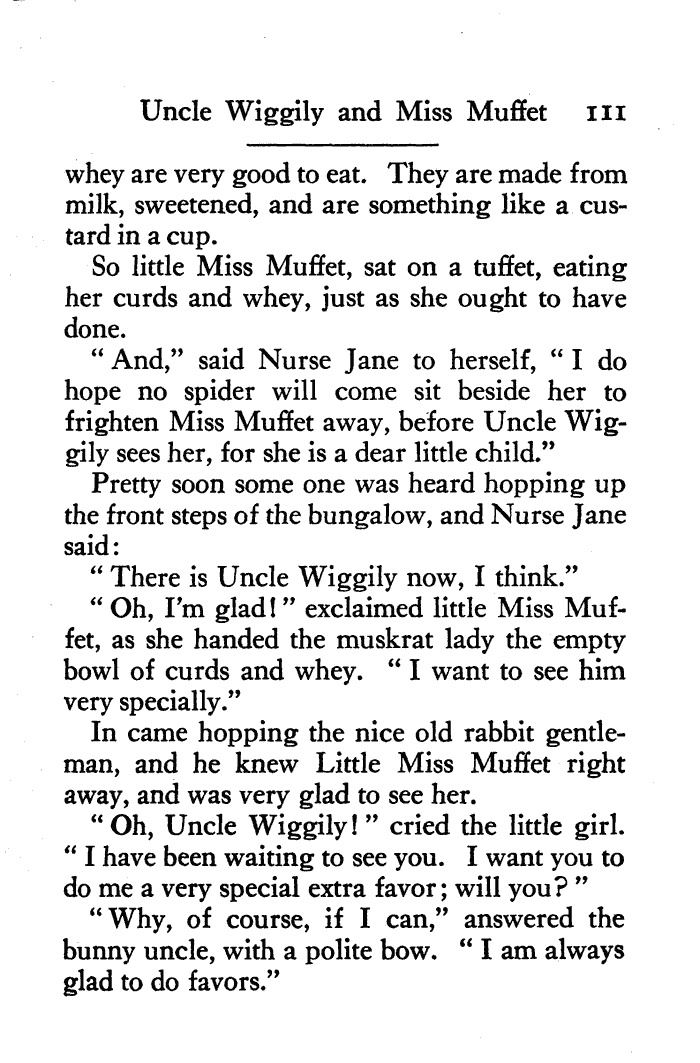 Uncle Wiggily and Miss Muffet 111
whey are very good to eat. They are made from
milk, sweetened, and are something like a cus-
tard in a cup.
So little Miss Muffet, sat on a tuffet, eating
her curds and whey, just as she ought to have
done.
“ And,” said Nurse Jane to herself, “ I do
hope no spider will come sit beside her to
frighten Miss Muffet away, before Uncle Wig-
gily sees her, for she is a dear little child.”
Pretty soon some one was heard hopping up
the front steps of the bungalow, and Nurse Jane
said:
“ There is Uncle Wiggily now, I think.”
“ Oh, I’m glad! ” exclaimed little Miss Muf-
fet, as she handed the muskrat lady the empty
bowl of curds and whey. “ I want to see him
very specially.”
In came hopping the nice old rabbit gentle-
man, and he knew Little Miss Muffet right
away, and was very glad to see her.
“ Oh, Uncle Wiggily! ” cried the little girl.
“ I have been waiting to see you. I want you to
do me a very special extra favor; will you? ”
“ Why, of course, if I can,” answered the
bunny uncle, with a polite bow. “ I am always
glad to do favors.”